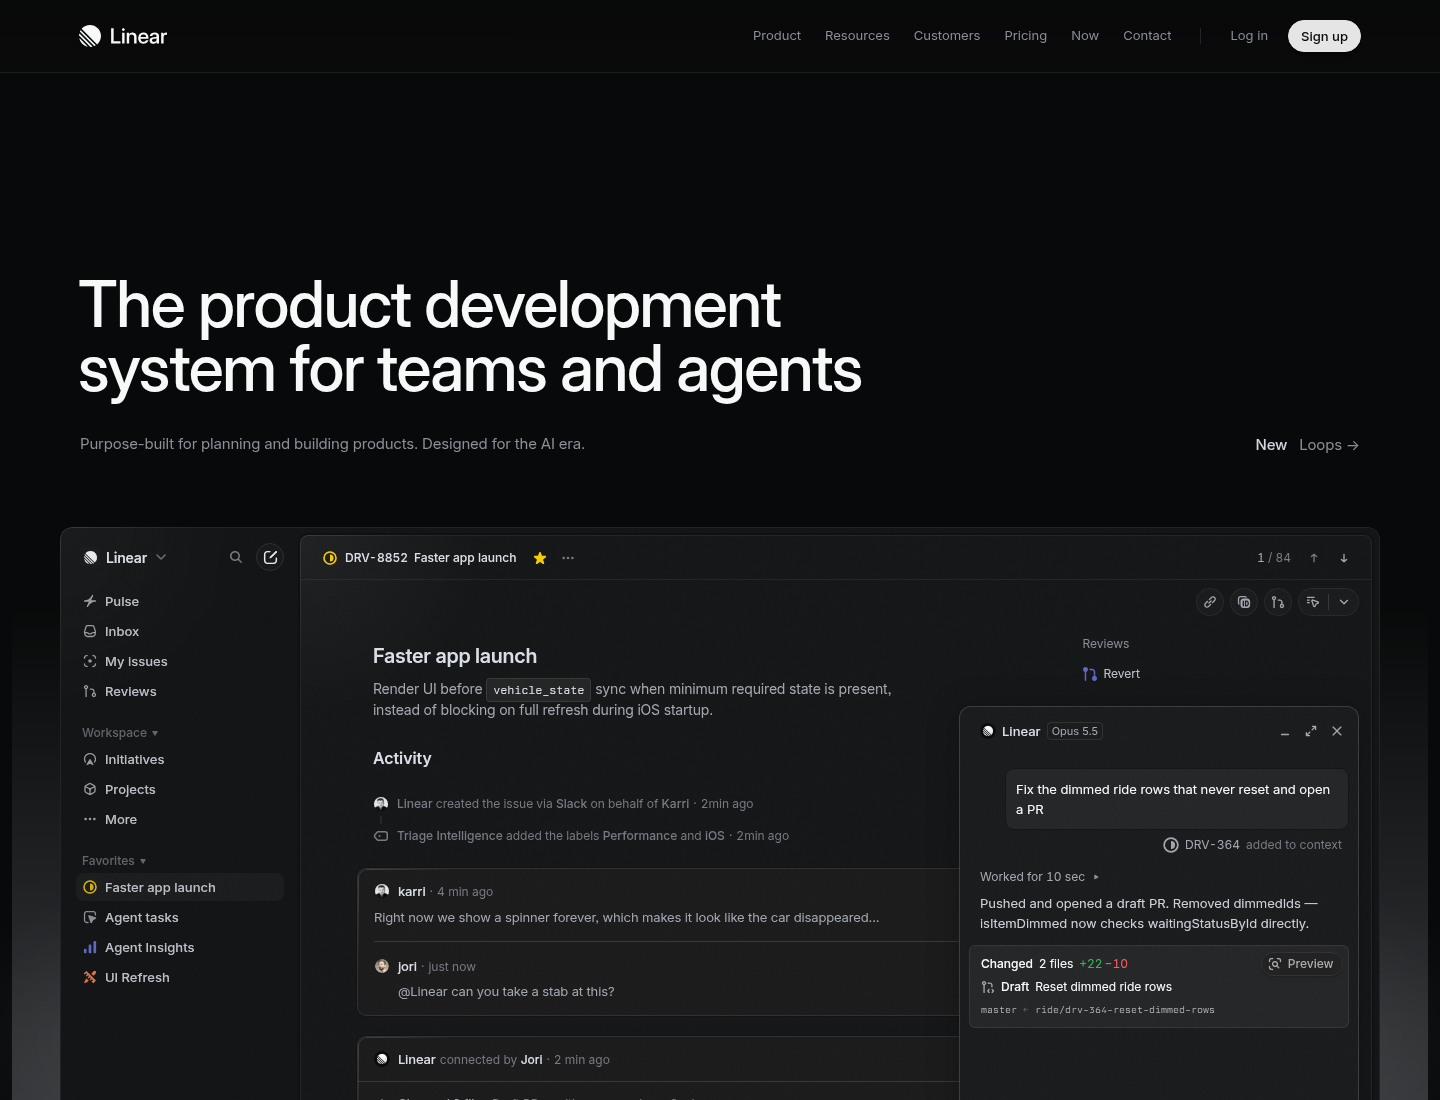 Linear
Product Resources Customers Pricing Now Contact Log in Sign up
The product development
system for teams and agents
Purpose-built for planning and building products. Designed for the AI era.
New Loops →
Linear
Pulse
Inbox
My issues
Reviews
Workspace
Initiatives
Projects
More
Favorites
Faster app launch
Agent tasks
Agent Insights
UI Refresh
DRV-8852 Faster app launch
1 / 84
Faster app launch
Render UI before vehicle_state sync when minimum required state is present,
instead of blocking on full refresh during iOS startup.
Activity
Linear created the issue via Slack on behalf of Karri · 2min ago
Triage Intelligence added the labels Performance and iOS · 2min ago
karri · 4 min ago
Right now we show a spinner forever, which makes it look like the car disappeared...
jori · just now
@Linear can you take a stab at this?
Linear connected by Jori · 2 min ago
Reviews
Revert
Linear Opus 5.5
Fix the dimmed ride rows that never reset and open
a PR
DRV-364 added to context
Worked for 10 sec
Pushed and opened a draft PR. Removed dimmedIds —
isItemDimmed now checks waitingStatusById directly.
Changed 2 files +22 −10
Preview
Draft Reset dimmed ride rows
master ← ride/drv-364-reset-dimmed-rows